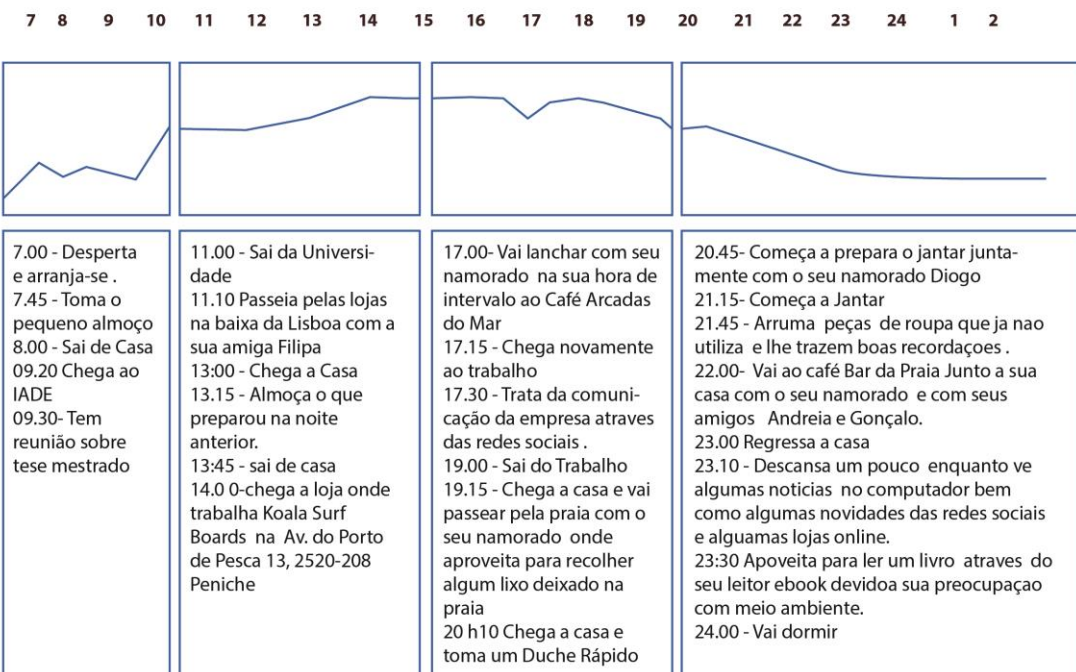 7 8 9 10 11 12 13 14 15 16 17 18 19 20 21 22 23 24 1 2
7.00 - Desperta
e arranja-se .
7.45 - Toma o
pequeno almoço
8.00 - Sai de Casa
09.20 Chega ao
IADE
09.30- Tem
reunião sobre
tese mestrado
11.00 - Sai da Universi-
dade
11.10 Passeia pelas lojas
na baixa da Lisboa com a
sua amiga Filipa
13:00 - Chega a Casa
13.15 - Almoça o que
preparou na noite
anterior.
13:45 - sai de casa
14.0 0-chega a loja onde
trabalha Koala Surf
Boards na Av. do Porto
de Pesca 13, 2520-208
Peniche
17.00- Vai lanchar com seu
namorado na sua hora de
intervalo ao Café Arcadas
do Mar
17.15 - Chega novamente
ao trabalho
17.30 - Trata da comuni-
cação da empresa atraves
das redes sociais .
19.00 - Sai do Trabalho
19.15 - Chega a casa e vai
passear pela praia com o
seu namorado onde
aproveita para recolher
algum lixo deixado na
praia
20 h10 Chega a casa e
toma um Duche Rápido
20.45- Começa a prepara o jantar junta-
mente com o seu namorado Diogo
21.15- Começa a Jantar
21.45 - Arruma peças de roupa que ja nao
utiliza e lhe trazem boas recordaçoes .
22.00- Vai ao café Bar da Praia Junto a sua
casa com o seu namorado e com seus
amigos Andreia e Gonçalo.
23.00 Regressa a casa
23.10 - Descansa um pouco enquanto ve
algumas noticias no computador bem
como algumas novidades das redes sociais
e alguamas lojas online.
23:30 Apoveita para ler um livro atraves do
seu leitor ebook devidoa sua preocupaçao
com meio ambiente.
24.00 - Vai dormir